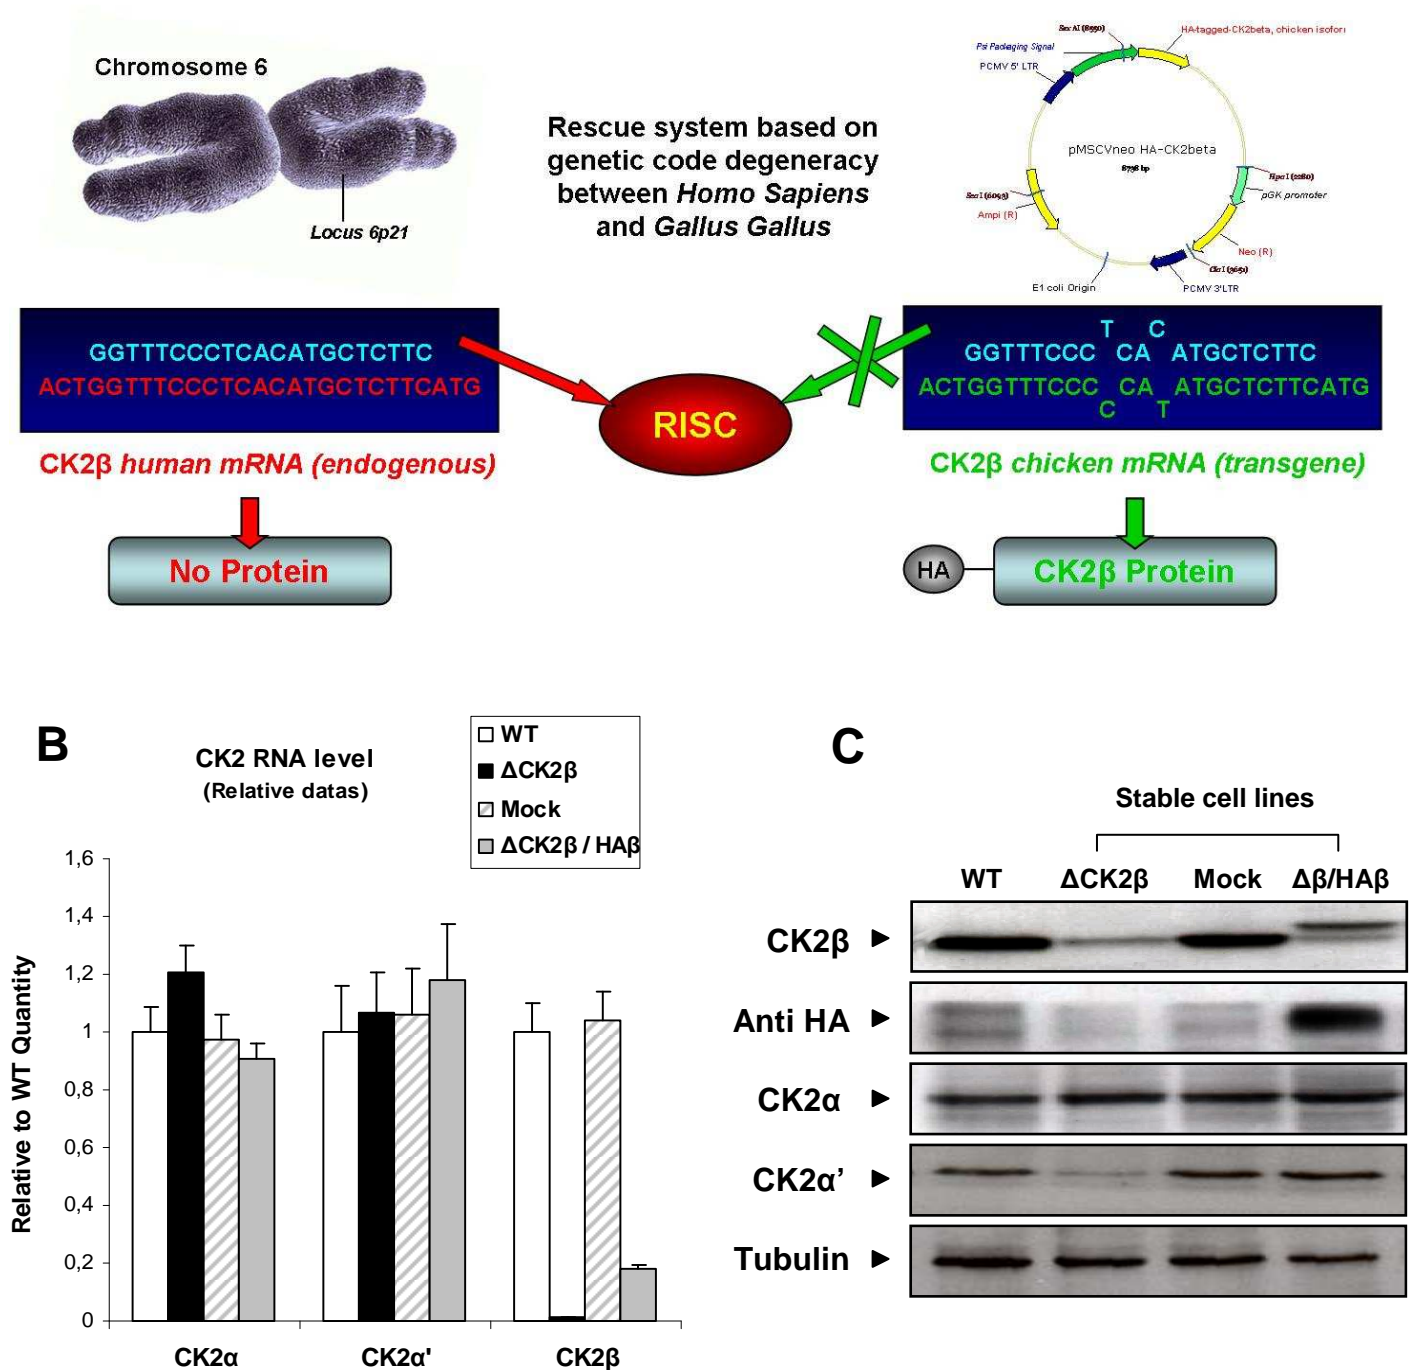 Chromosome 6
Locus 6p21
Rescue system based on
genetic code degeneracy
between Homo Sapiens
and Gallus Gallus
HA-tagged-CK2beta, chicken isofor
Psi Packaging Signal
PCMV 5' LTR
pMSCVneo HA-CK2beta
8738 bp
HpaI (2280)
pGK promoter
Ampi (R)
Neo (R)
E1 coli Origin
PCMV 3'LTR
GGTTTCCCTCACATGCTCTTC
ACTGGTTTCCCTCACATGCTCTTCATG
RISC
T C
GGTTTCCC CA ATGCTCTTC
ACTGGTTTCCC CA ATGCTCTTCATG
C T
CK2β human mRNA (endogenous)
CK2β chicken mRNA (transgene)
No Protein
HA
CK2β Protein
B
CK2 RNA level
(Relative datas)
WT
ΔCK2β
Mock
ΔCK2β / HAβ
Relative to WT Quantity
1,6
1,4
1,2
1
0,8
0,6
0,4
0,2
0
CK2α
CK2α'
CK2β
C
Stable cell lines
WT ΔCK2β Mock Δβ/HAβ
CK2β
Anti HA
CK2α
CK2α’
Tubulin